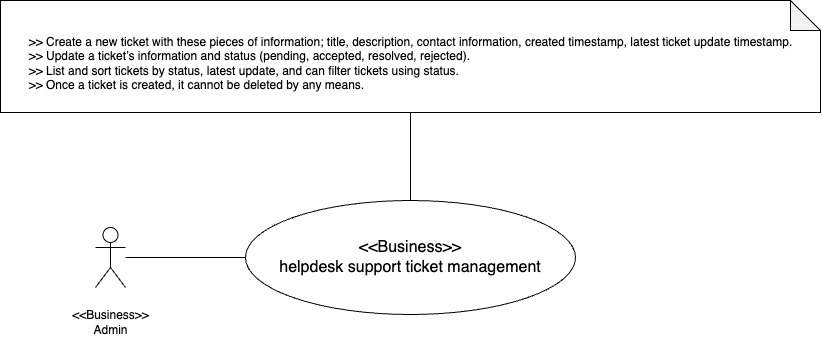 >> Create a new ticket with these pieces of information; title, description, contact information, created timestamp, latest ticket update timestamp.
>> Update a ticket's information and status (pending, accepted, resolved, rejected).
>> List and sort tickets by status, latest update, and can filter tickets using status.
>> Once a ticket is created, it cannot be deleted by any means.
<<Business>>
helpdesk support ticket management
<<Business>>
Admin